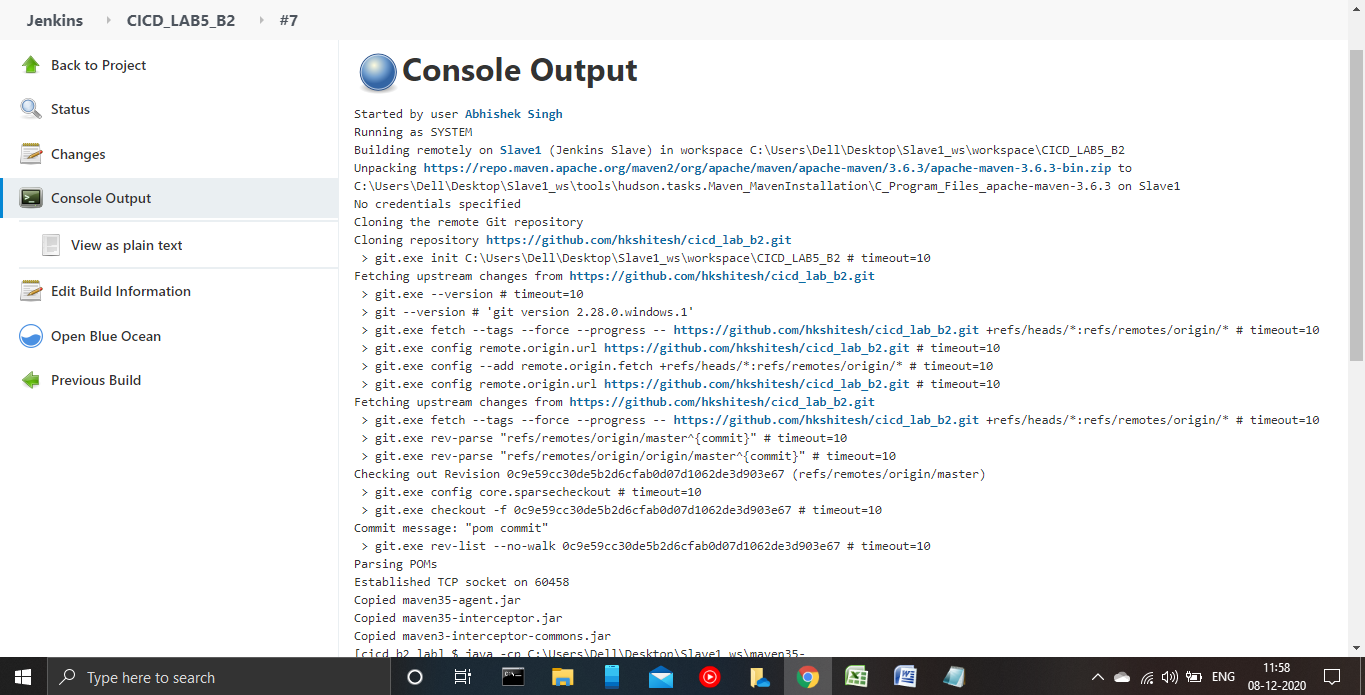 Jenkins CICD_LAB5_B2 #7
Back to Project
Status
Changes
Console Output
View as plain text
Edit Build Information
Open Blue Ocean
Previous Build
Console Output
Started by user Abhishek Singh
Running as SYSTEM
Building remotely on Slave1 (Jenkins Slave) in workspace C:\Users\Dell\Desktop\Slave1_ws\workspace\CICD_LAB5_B2
Unpacking https://repo.maven.apache.org/maven2/org/apache/maven/apache-maven/3.6.3/apache-maven-3.6.3-bin.zip to
C:\Users\Dell\Desktop\Slave1_ws\tools\hudson.tasks.Maven_MavenInstallation\C_Program_Files_apache-maven-3.6.3 on Slave1
No credentials specified
Cloning the remote Git repository
Cloning repository https://github.com/hkshitesh/cicd_lab_b2.git
> git.exe init C:\Users\Dell\Desktop\Slave1_ws\workspace\CICD_LAB5_B2 # timeout=10
Fetching upstream changes from https://github.com/hkshitesh/cicd_lab_b2.git
> git.exe --version # timeout=10
> git --version # 'git version 2.28.0.windows.1'
> git.exe fetch --tags --force --progress -- https://github.com/hkshitesh/cicd_lab_b2.git +refs/heads/*:refs/remotes/origin/* # timeout=10
> git.exe config remote.origin.url https://github.com/hkshitesh/cicd_lab_b2.git # timeout=10
> git.exe config --add remote.origin.fetch +refs/heads/*:refs/remotes/origin/* # timeout=10
> git.exe config remote.origin.url https://github.com/hkshitesh/cicd_lab_b2.git # timeout=10
Fetching upstream changes from https://github.com/hkshitesh/cicd_lab_b2.git
> git.exe fetch --tags --force --progress -- https://github.com/hkshitesh/cicd_lab_b2.git +refs/heads/*:refs/remotes/origin/* # timeout=10
> git.exe rev-parse "refs/remotes/origin/master^{commit}" # timeout=10
> git.exe rev-parse "refs/remotes/origin/origin/master^{commit}" # timeout=10
Checking out Revision 0c9e59cc30de5b2d6cfab0d07d1062de3d903e67 (refs/remotes/origin/master)
> git.exe config core.sparsecheckout # timeout=10
> git.exe checkout -f 0c9e59cc30de5b2d6cfab0d07d1062de3d903e67 # timeout=10
Commit message: "pom commit"
> git.exe rev-list --no-walk 0c9e59cc30de5b2d6cfab0d07d1062de3d903e67 # timeout=10
Parsing POMs
Established TCP socket on 60458
Copied maven35-agent.jar
Copied maven35-interceptor.jar
Copied maven3-interceptor-commons.jar
[cicd_b2_lab] $ java -cp C:\Users\Dell\Desktop\Slave1_ws\maven35-
Type here to search
ENG
11:58
08-12-2020